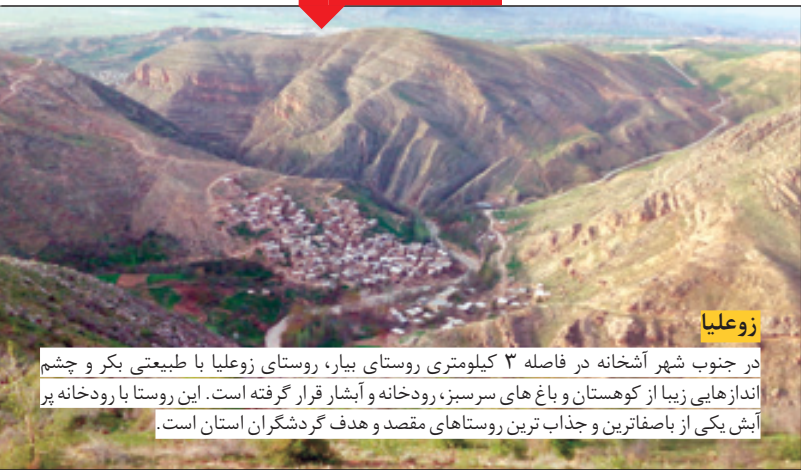 زوعلیا
در جنوب شهر آشخانه در فاصله ۳ کیلومتری روستای بیار، روستای زوعلیا با طبیعتی بکر و چشم
اندازهایی زیبا از کوهستان و باغ های سرسبز، رودخانه و آبشار قرار گرفته است. این روستا با رودخانه پر
آبش یکی از باصفاترین و جذاب ترین روستاهای مقصد و هدف گردشگران استان است.